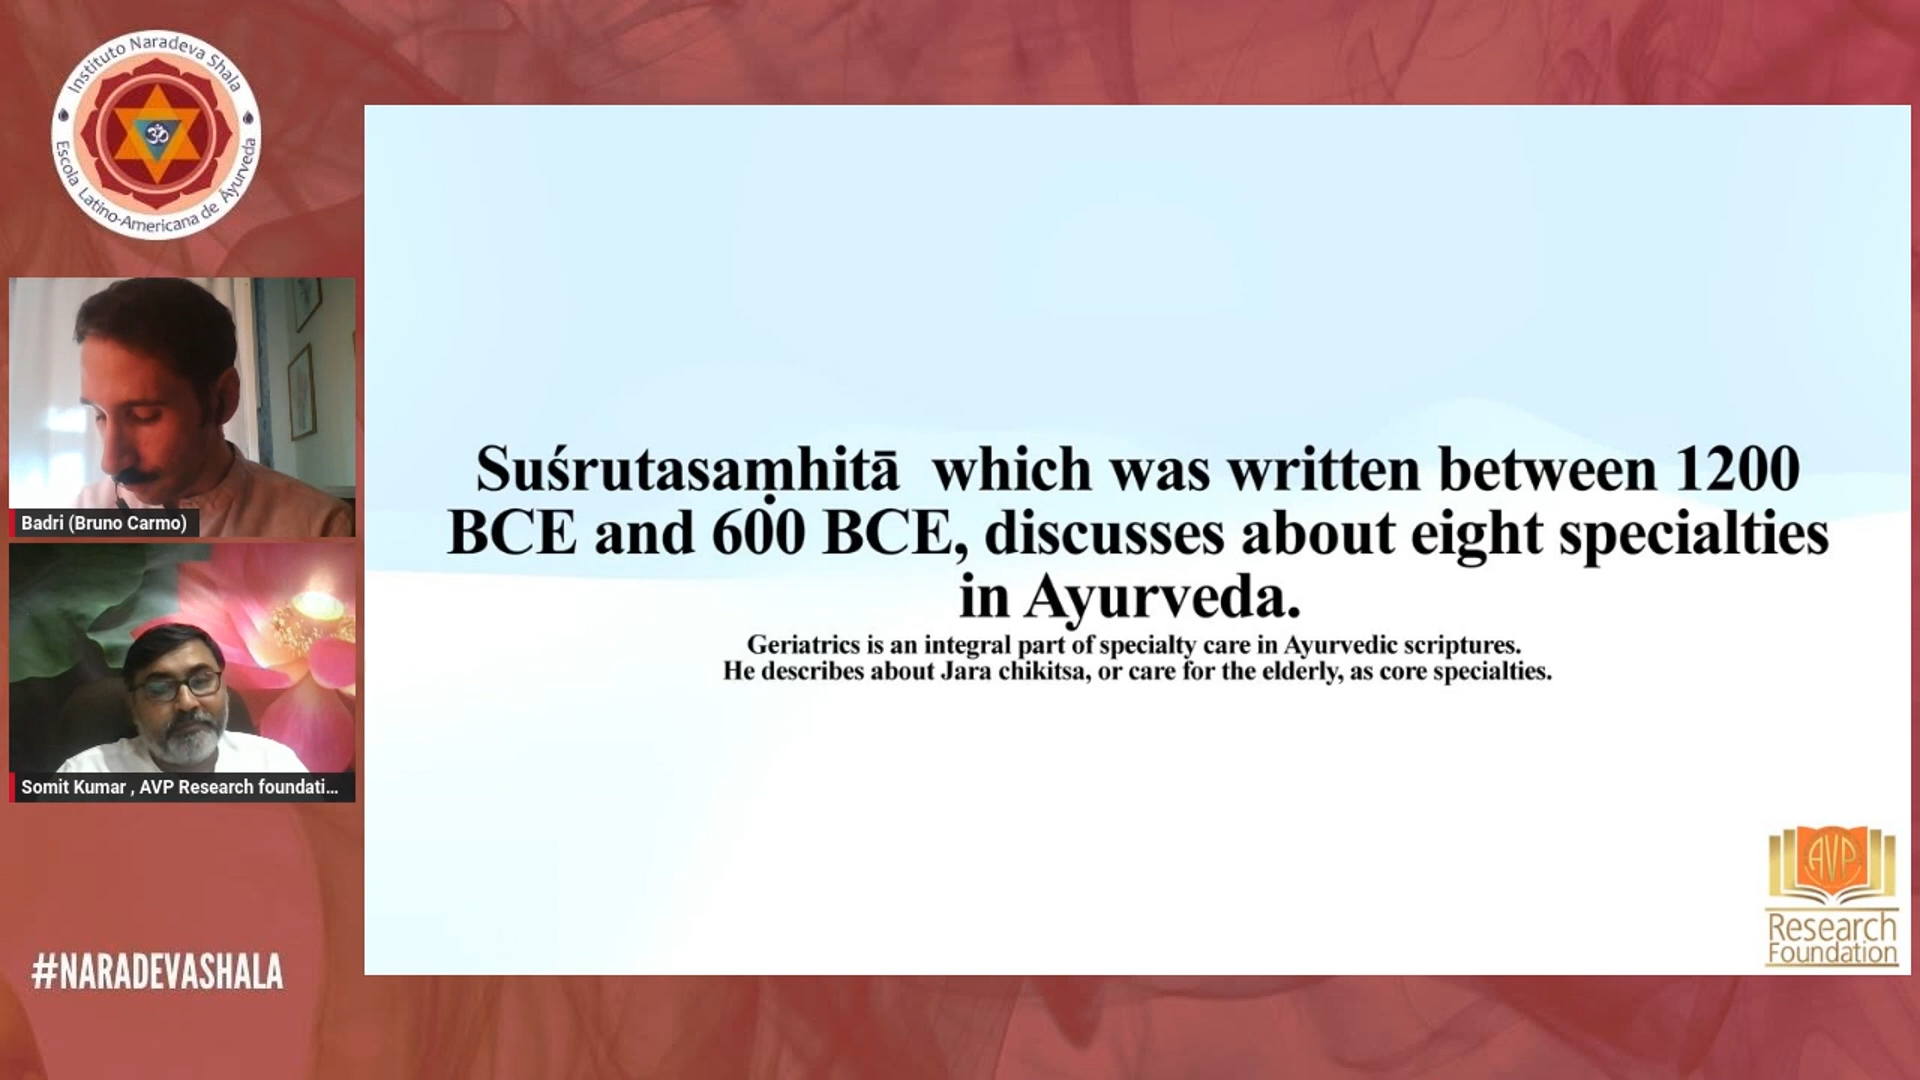 Instituto Naradeva Shala
Escola Latino-Americana de Āyurveda
ॐ
Badri (Bruno Carmo)
Somit Kumar , AVP Research foundati...
#NARADEVASHALA
Suśrutasaṃhitā which was written between 1200
BCE and 600 BCE, discusses about eight specialties
in Ayurveda.
Geriatrics is an integral part of specialty care in Ayurvedic scriptures.
He describes about Jara chikitsa, or care for the elderly, as core specialties.
AVP
Research
Foundation